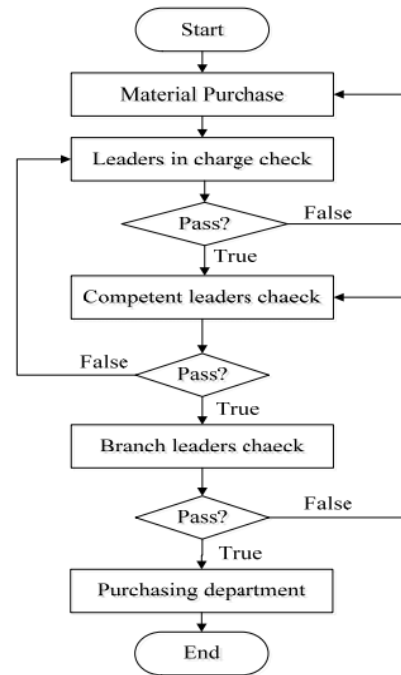 Start
Material Purchase
Leaders in charge check
Pass?
False
True
Competent leaders chaeck
False
Pass?
True
Branch leaders chaeck
Pass?
False
True
Purchasing department
End